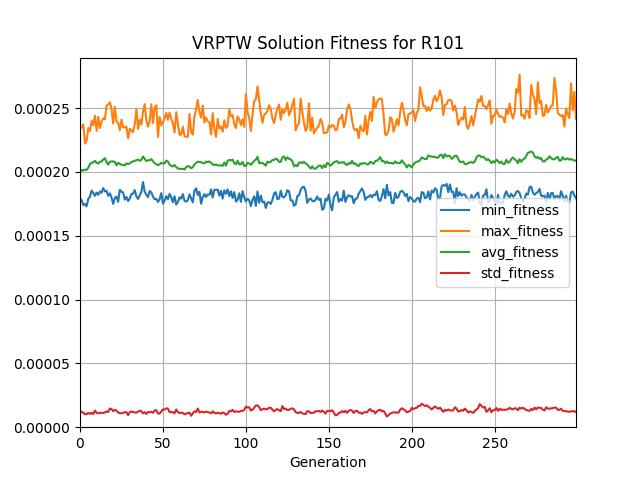 VRPTW Solution Fitness for R101
0.00025
0.00020
0.00015
0.00010
0.00005
0.00000
min_fitness
max_fitness
avg_fitness
std_fitness
0 50 100 150 200 250
Generation